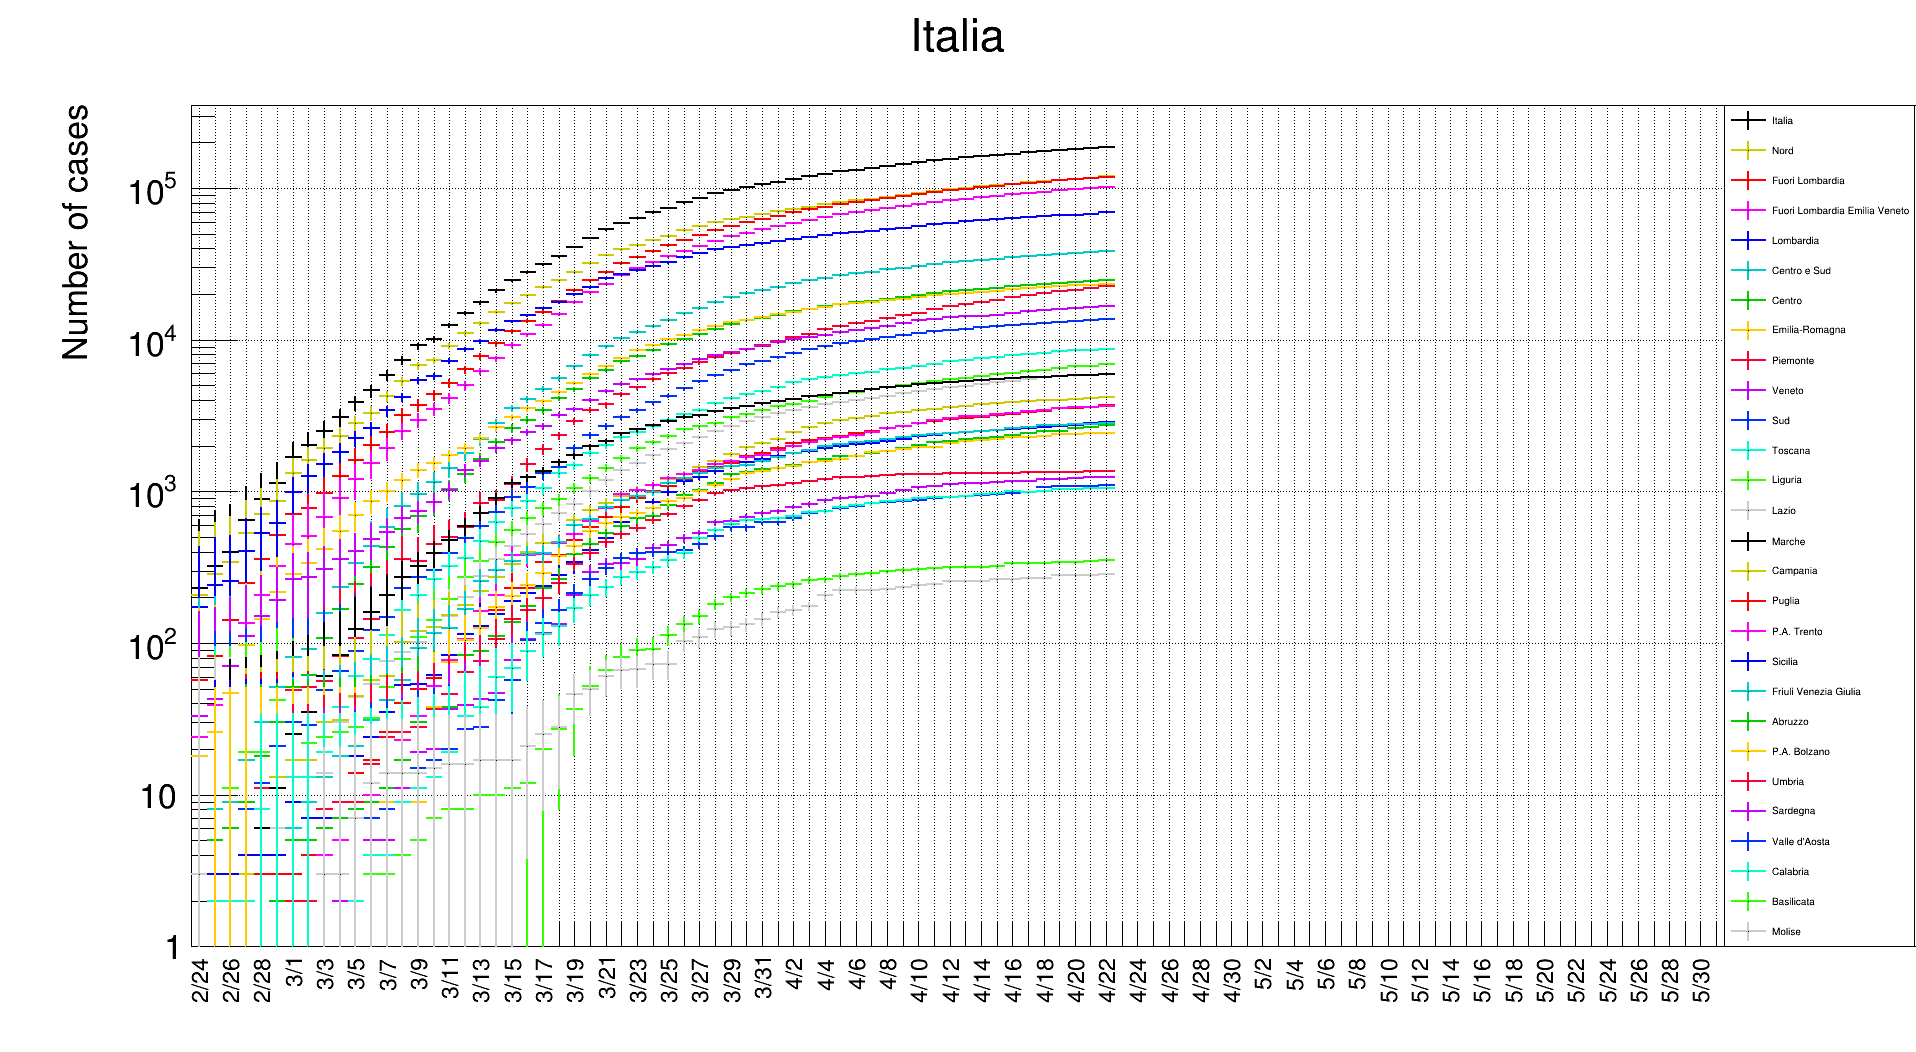 Italia
Number of cases
10^5
10^4
10^3
10^2
10
1
2/24 2/26 2/28 3/1 3/3 3/5 3/7 3/9 3/11 3/13 3/15 3/17 3/19 3/21 3/23 3/25 3/27 3/29 3/31 4/2 4/4 4/6 4/8 4/10 4/12 4/14 4/16 4/18 4/20 4/22 4/24 4/26 4/28 4/30 5/2 5/4 5/6 5/8 5/10 5/12 5/14 5/16 5/18 5/20 5/22 5/24 5/26 5/28 5/30
Italia
Nord
Fuori Lombardia
Fuori Lombardia Emilia Veneto
Lombardia
Centro e Sud
Centro
Emilia-Romagna
Piemonte
Veneto
Sud
Toscana
Liguria
Lazio
Marche
Campania
Puglia
P.A. Trento
Sicilia
Friuli Venezia Giulia
Abruzzo
P.A. Bolzano
Umbria
Sardegna
Valle d'Aosta
Calabria
Basilicata
Molise